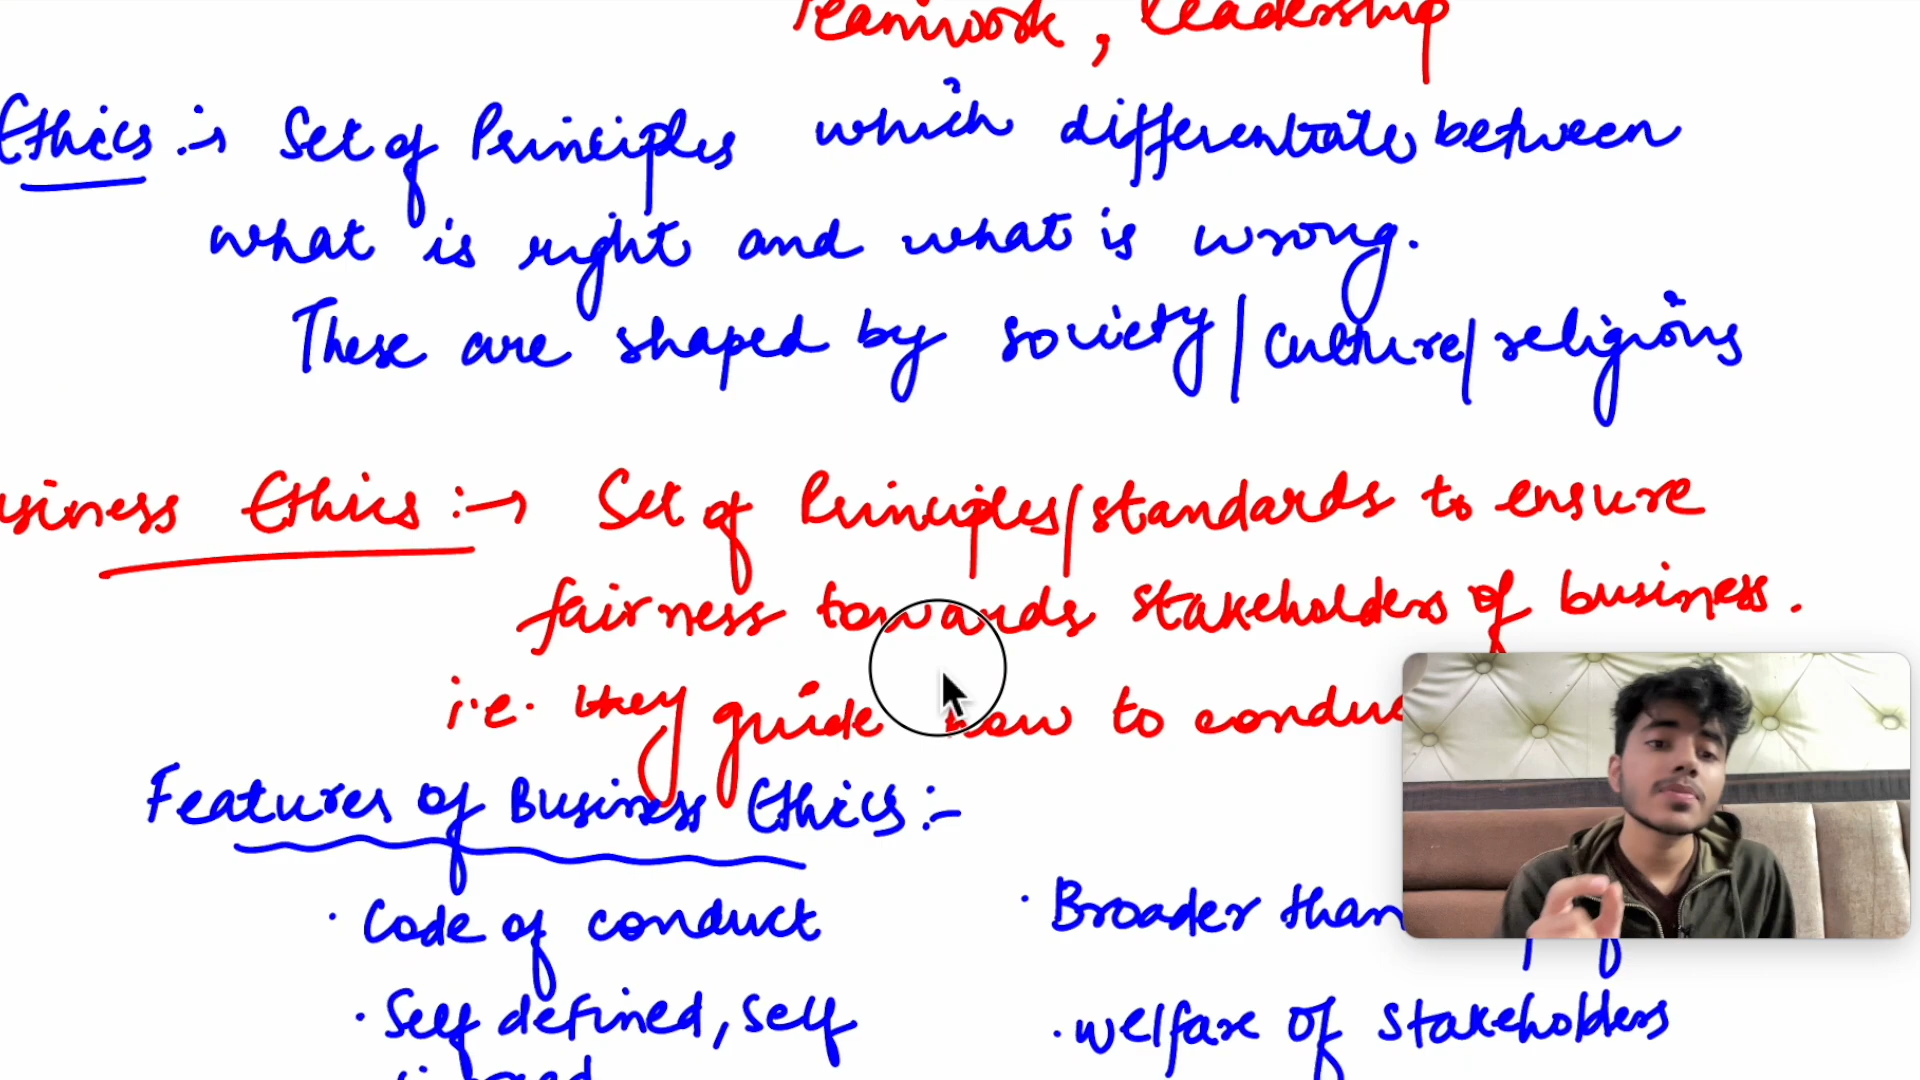 Teamwork, leadership
Ethics :→ Set of Principles which differentiate between
what is right and what is wrong.
These are shaped by society/culture/religions
usiness Ethics :→ Set of Principles/standards to ensure
fairness towards stakeholders of business.
i.e. they guide how to conduc
Features of Business Ethics :-
· Code of conduct
· Broader than
· Self defined, self
· welfare of stakeholders